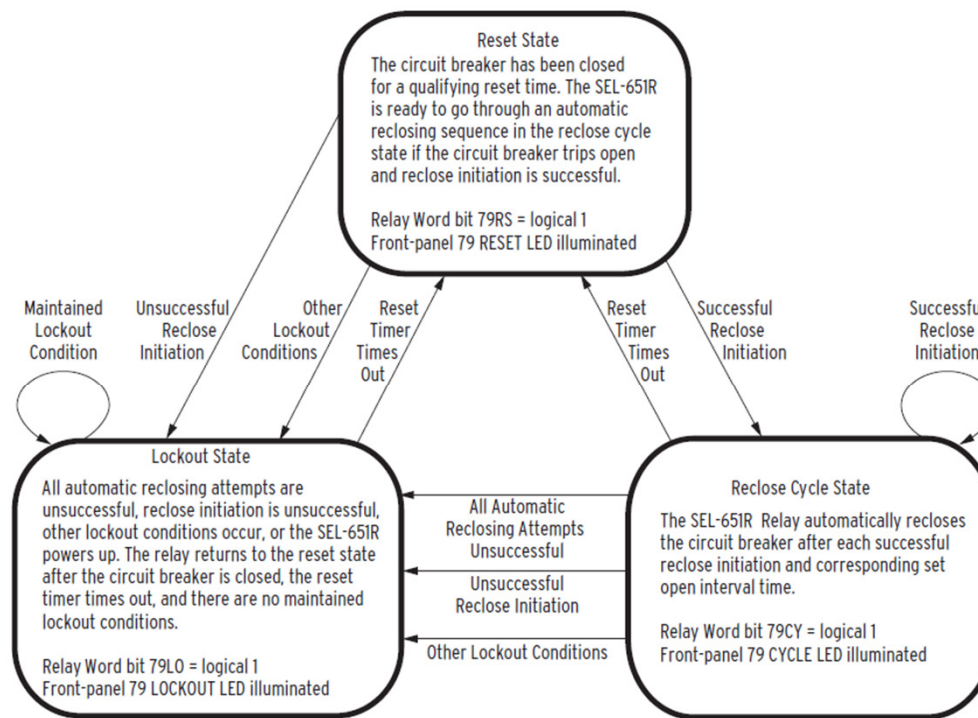 Reset State
The circuit breaker has been closed
for a qualifying reset time. The SEL-651R
is ready to go through an automatic
reclosing sequence in the reclose cycle
state if the circuit breaker trips open
and reclose initiation is successful.
Relay Word bit 79RS = logical 1
Front-panel 79 RESET LED illuminated
Maintained
Lockout
Condition
Unsuccessful
Reclose
Initiation
Other
Lockout
Conditions
Reset
Timer
Times
Out
Reset
Timer
Times
Out
Successful
Reclose
Initiation
Successfu
Reclose
Initiation
Lockout State
All automatic reclosing attempts are
unsuccessful, reclose initiation is unsuccessful,
other lockout conditions occur, or the SEL-651R
powers up. The relay returns to the reset state
after the circuit breaker is closed, the reset
timer times out, and there are no maintained
lockout conditions.
Relay Word bit 79LO = logical 1
Front-panel 79 LOCKOUT LED illuminated
All Automatic
Reclosing Attempts
Unsuccessful
Unsuccessful
Reclose Initiation
Other Lockout Conditions
Reclose Cycle State
The SEL-651R Relay automatically recloses
the circuit breaker after each successful
reclose initiation and corresponding set
open interval time.
Relay Word bit 79CY = logical 1
Front-panel 79 CYCLE LED illuminated